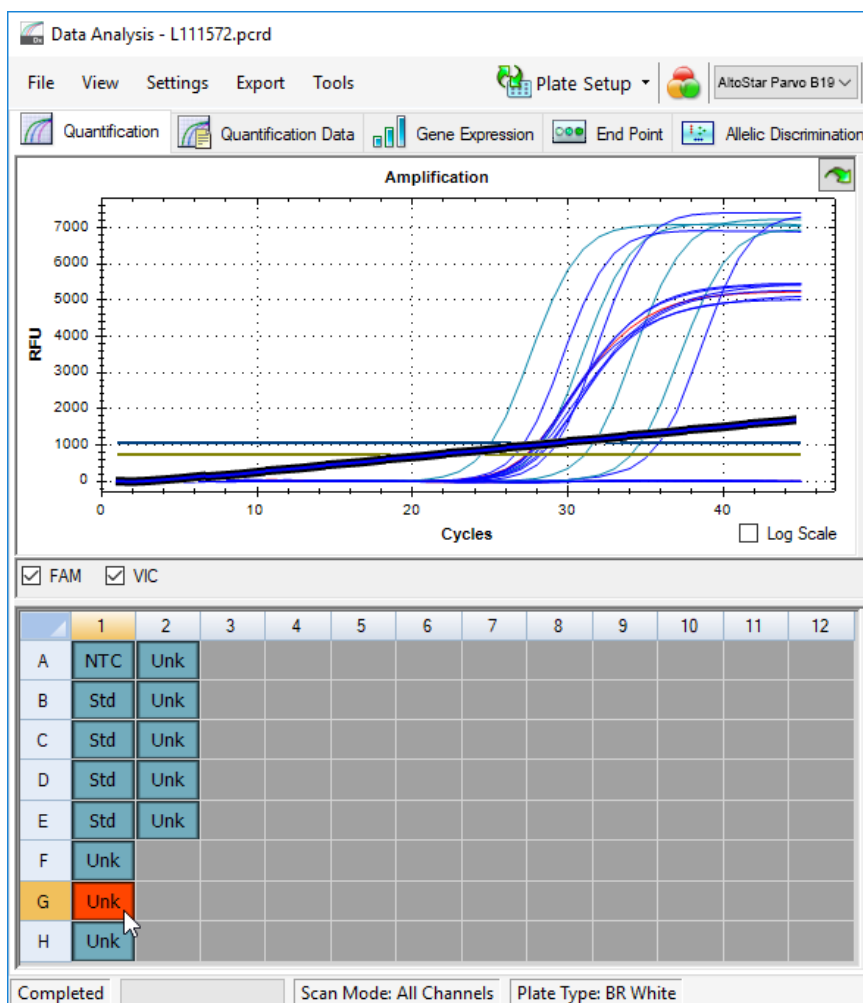 Data Analysis - L111572.pcrd
File View Settings Export Tools Plate Setup AltoStar Parvo B19
Quantification Quantification Data Gene Expression End Point Allelic Discrimination
Amplification
7000
6000
5000
4000
3000
2000
1000
0
RFU
0 10 20 30 40
Cycles
Log Scale
FAM VIC
1 2 3 4 5 6 7 8 9 10 11 12
A NTC Unk
B Std Unk
C Std Unk
D Std Unk
E Std Unk
F Unk
G Unk
H Unk
Completed Scan Mode: All Channels Plate Type: BR White